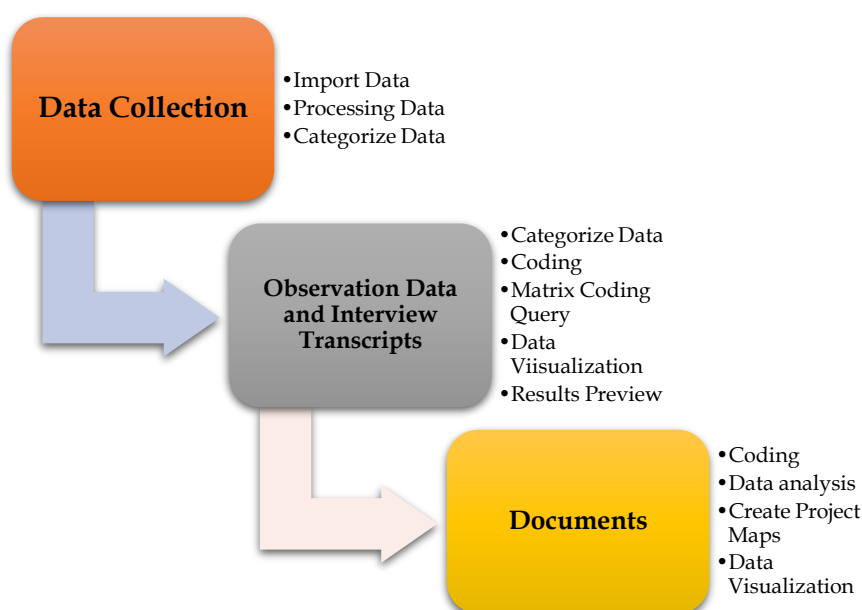 Data Collection
•Import Data
•Processing Data
•Categorize Data
Observation Data
and Interview
Transcripts
•Categorize Data
•Coding
•Matrix Coding
Query
•Data
Viisualization
•Results Preview
Documents
•Coding
•Data analysis
•Create Project
Maps
•Data
Visualization